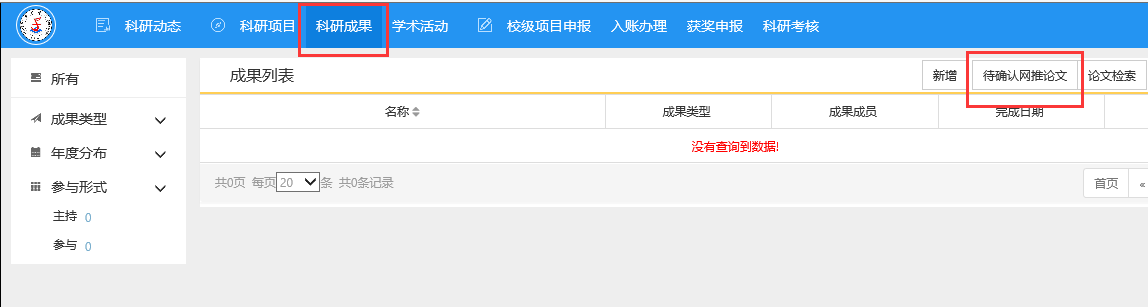 科研动态 科研项目 科研成果 学术活动 校级项目申报 入账办理 获奖申报 科研考核
所有
成果类型
年度分布
参与形式
主持 0
参与 0
成果列表 新增 待确认网推论文 论文检索
名称 成果类型 成果成员 完成日期
没有查询到数据!
共0页 每页 20 条 共0条记录 首页 «